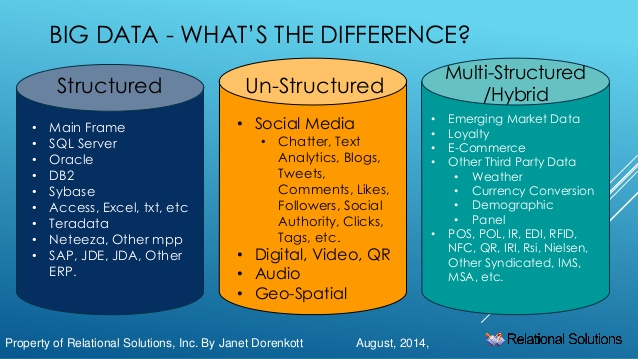 BIG DATA - WHAT'S THE DIFFERENCE?
Structured
• Main Frame
• SQL Server
• Oracle
• DB2
• Sybase
• Access, Excel, txt, etc
• Teradata
• Neteeza, Other mpp
• SAP, JDE, JDA, Other
ERP.
Un-Structured
• Social Media
• Chatter, Text
Analytics, Blogs,
Tweets,
Comments, Likes,
Followers, Social
Authority, Clicks,
Tags, etc.
• Digital, Video, QR
• Audio
• Geo-Spatial
Multi-Structured
/Hybrid
• Emerging Market Data
• Loyalty
• E-Commerce
• Other Third Party Data
• Weather
• Currency Conversion
• Demographic
• Panel
• POS, POL, IR, EDI, RFID,
NFC, QR, IRI, Rsi, Nielsen,
Other Syndicated, IMS,
MSA, etc.
Property of Relational Solutions, Inc. By Janet Dorenkott
August, 2014,
Relational Solutions